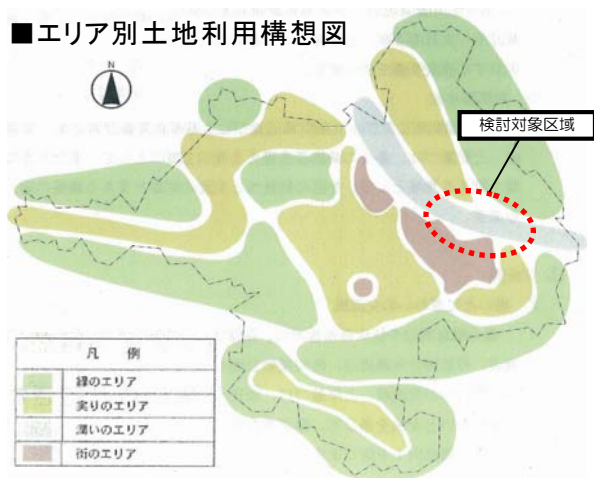 ■エリア別土地利用構想図
N
検討対象区域
凡 例
緑のエリア
実りのエリア
潤いのエリア
街のエリア